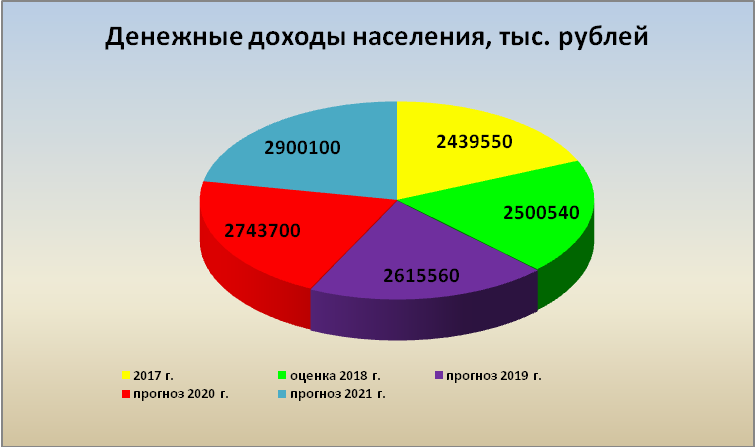 Денежные доходы населения, тыс. рублей
2900100
2439550
2500540
2743700
2615560
2017 г.
оценка 2018 г.
прогноз 2019 г.
прогноз 2020 г.
прогноз 2021 г.